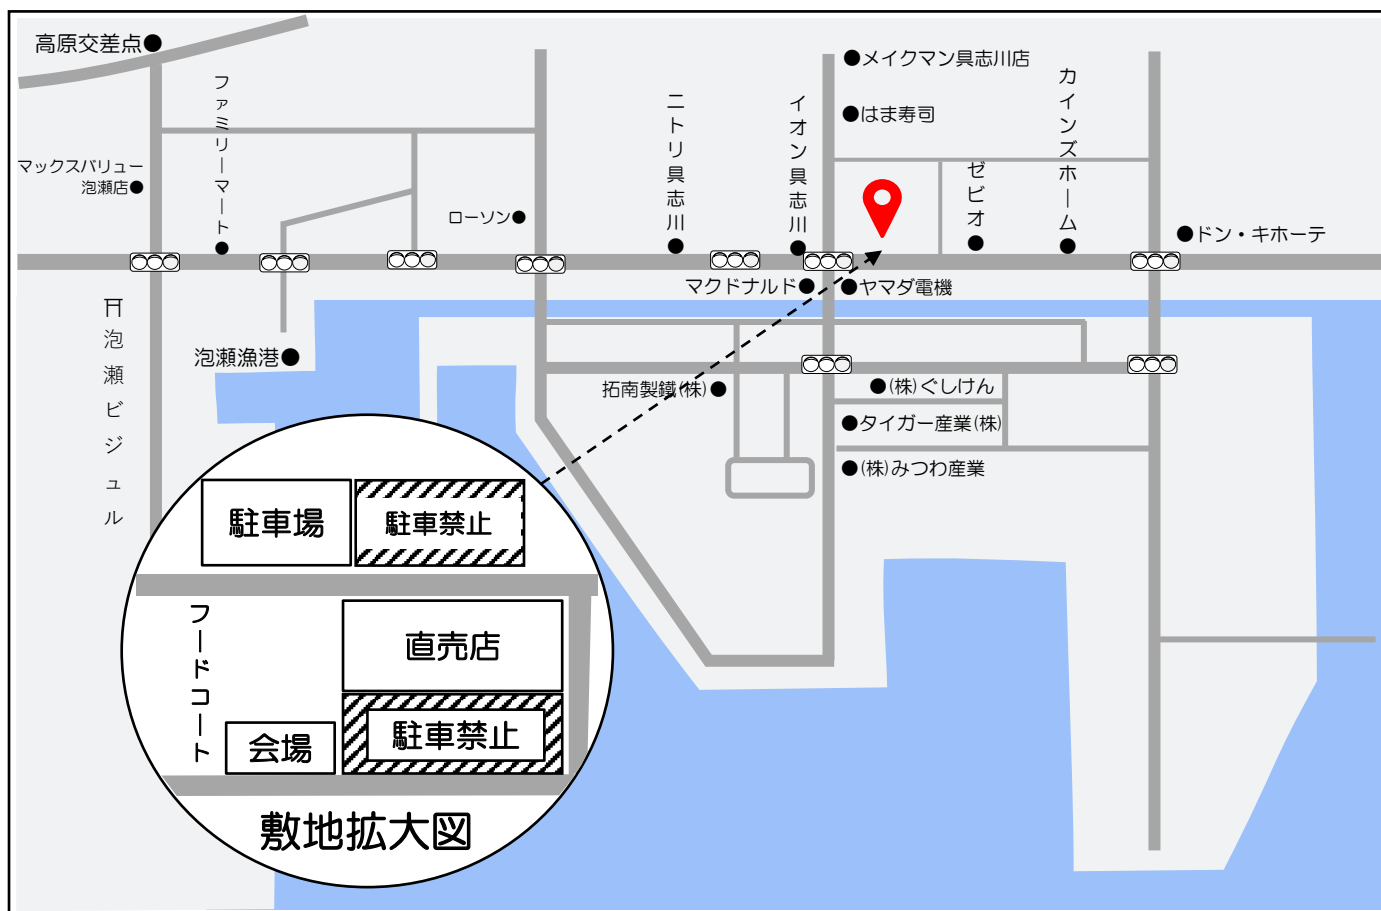 高原交差点
メイクマン具志川店
はま寿司
カインズホーム
ファミリーマート
ニトリ具志川
イオン具志川
ゼビオ
マックスバリュー
泡瀬店
ローソン
ドン・キホーテ
マクドナルド
ヤマダ電機
泡瀬ビジュル
泡瀬漁港
拓南製鐵(株)
(株)ぐしけん
タイガー産業(株)
(株)みつわ産業
駐車場
駐車禁止
フードコート
直売店
会場
駐車禁止
敷地拡大図